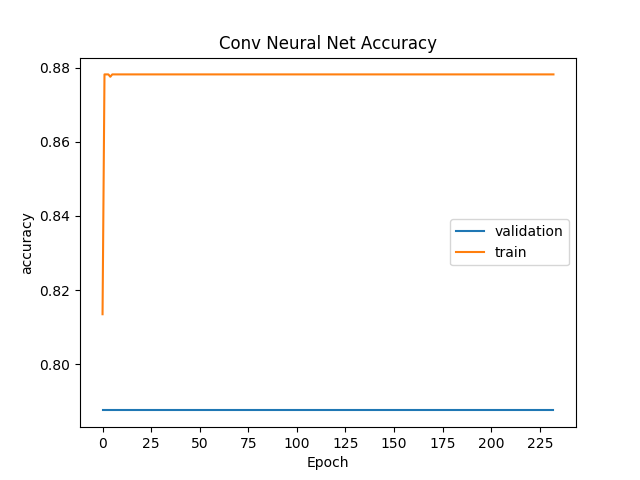 Conv Neural Net Accuracy
0.88
0.86
0.84
0.82
0.80
accuracy
validation
train
0 25 50 75 100 125 150 175 200 225
Epoch